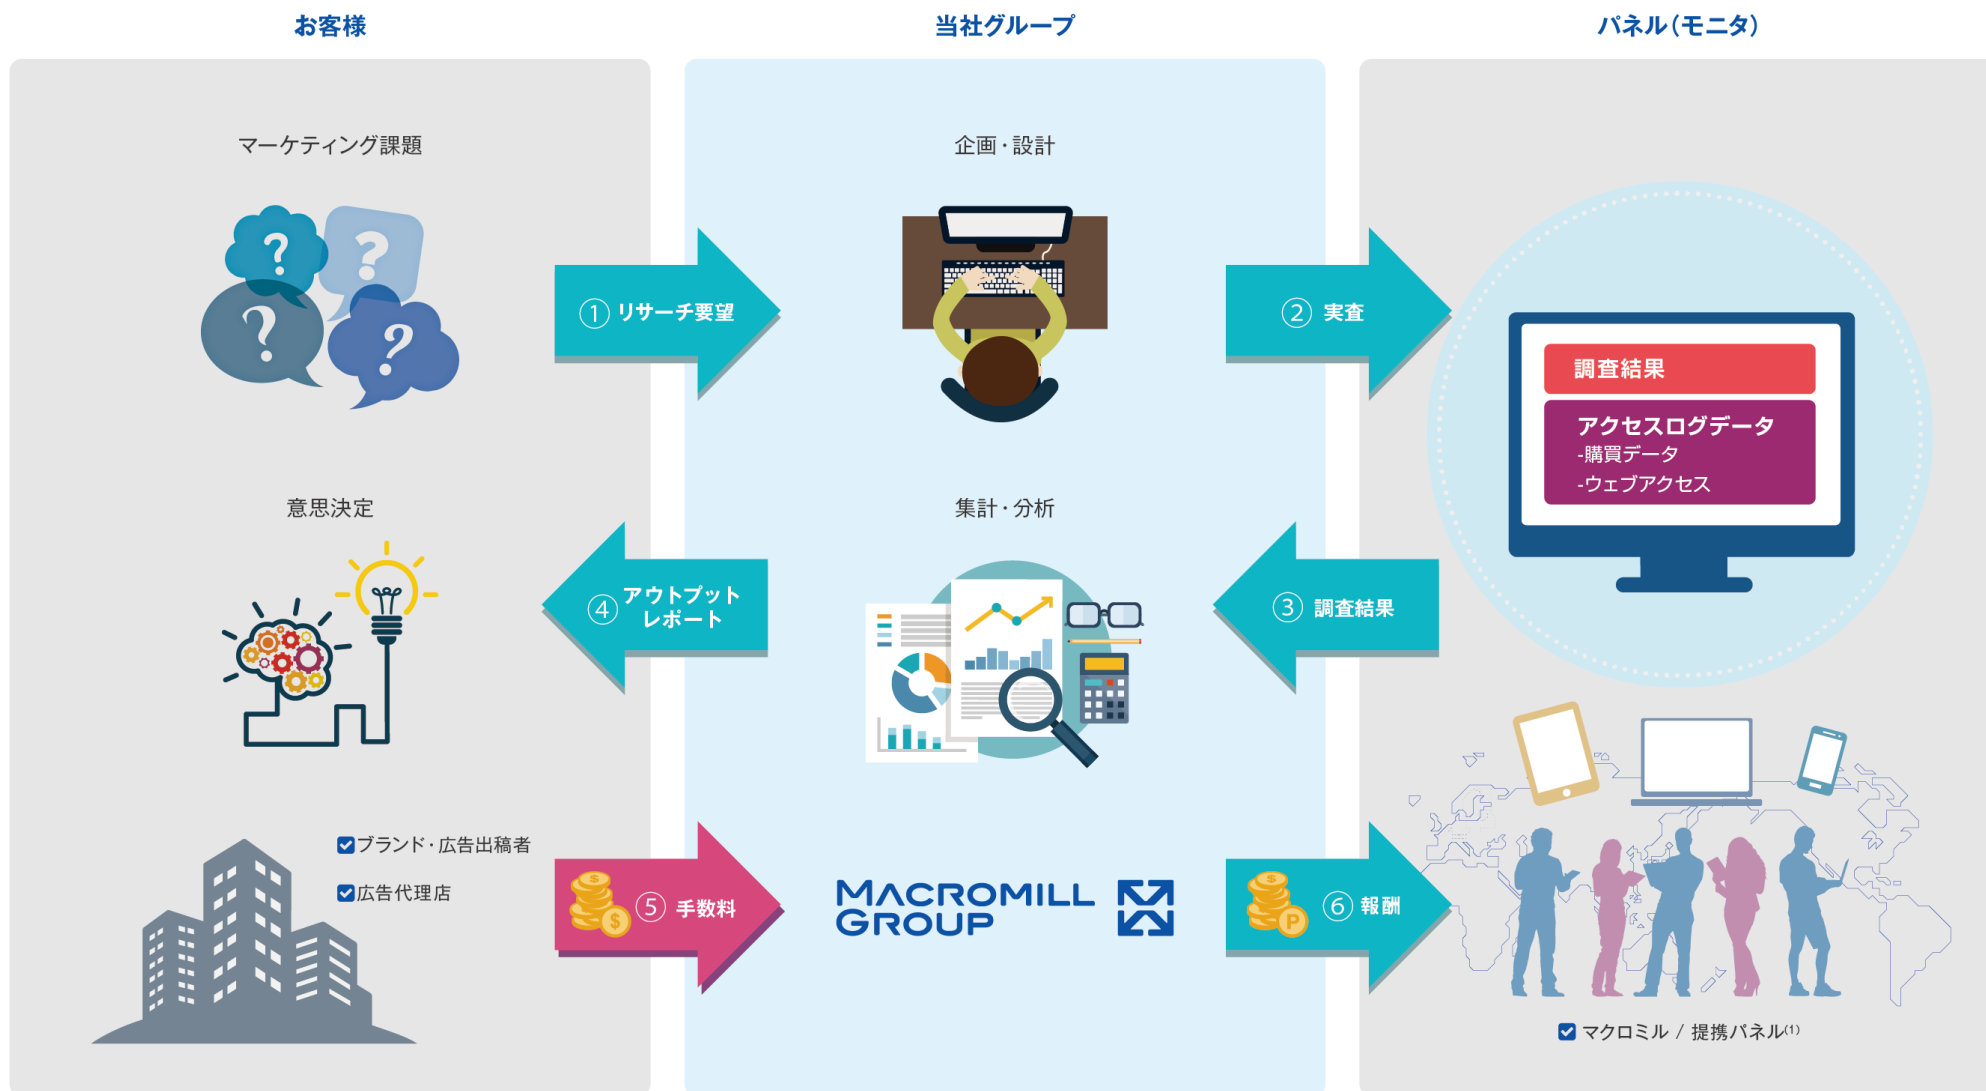 お客様
当社グループ
パネル(モニタ)
マーケティング課題
企画・設計
① リサーチ要望
② 実査
調査結果
アクセスログデータ
-購買データ
-ウェブアクセス
意思決定
集計・分析
④ アウトプット
レポート
③ 調査結果
ブランド・広告出稿者
広告代理店
$
$
⑤ 手数料
MACROMILL
GROUP
$
P
⑥ 報酬
マクロミル / 提携パネル(1)
?
?
?
?